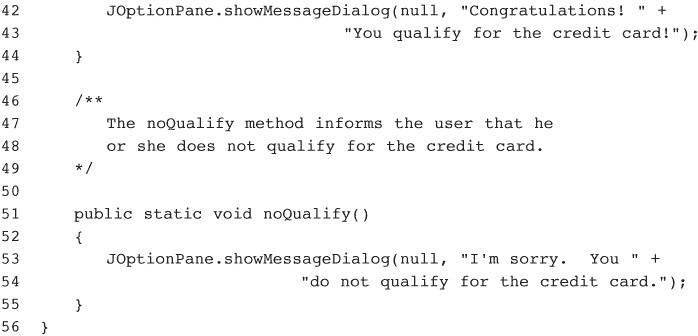 42 JOptionPane.showMessageDialog(null, "Congratulations! " +
43 "You qualify for the credit card!");
44 }
45
46 /**
47 The noQualify method informs the user that he
48 or she does not qualify for the credit card.
49 */
50
51 public static void noQualify()
52 {
53 JOptionPane.showMessageDialog(null, "I'm sorry.  You " +
54 "do not qualify for the credit card.");
55 }
56 }